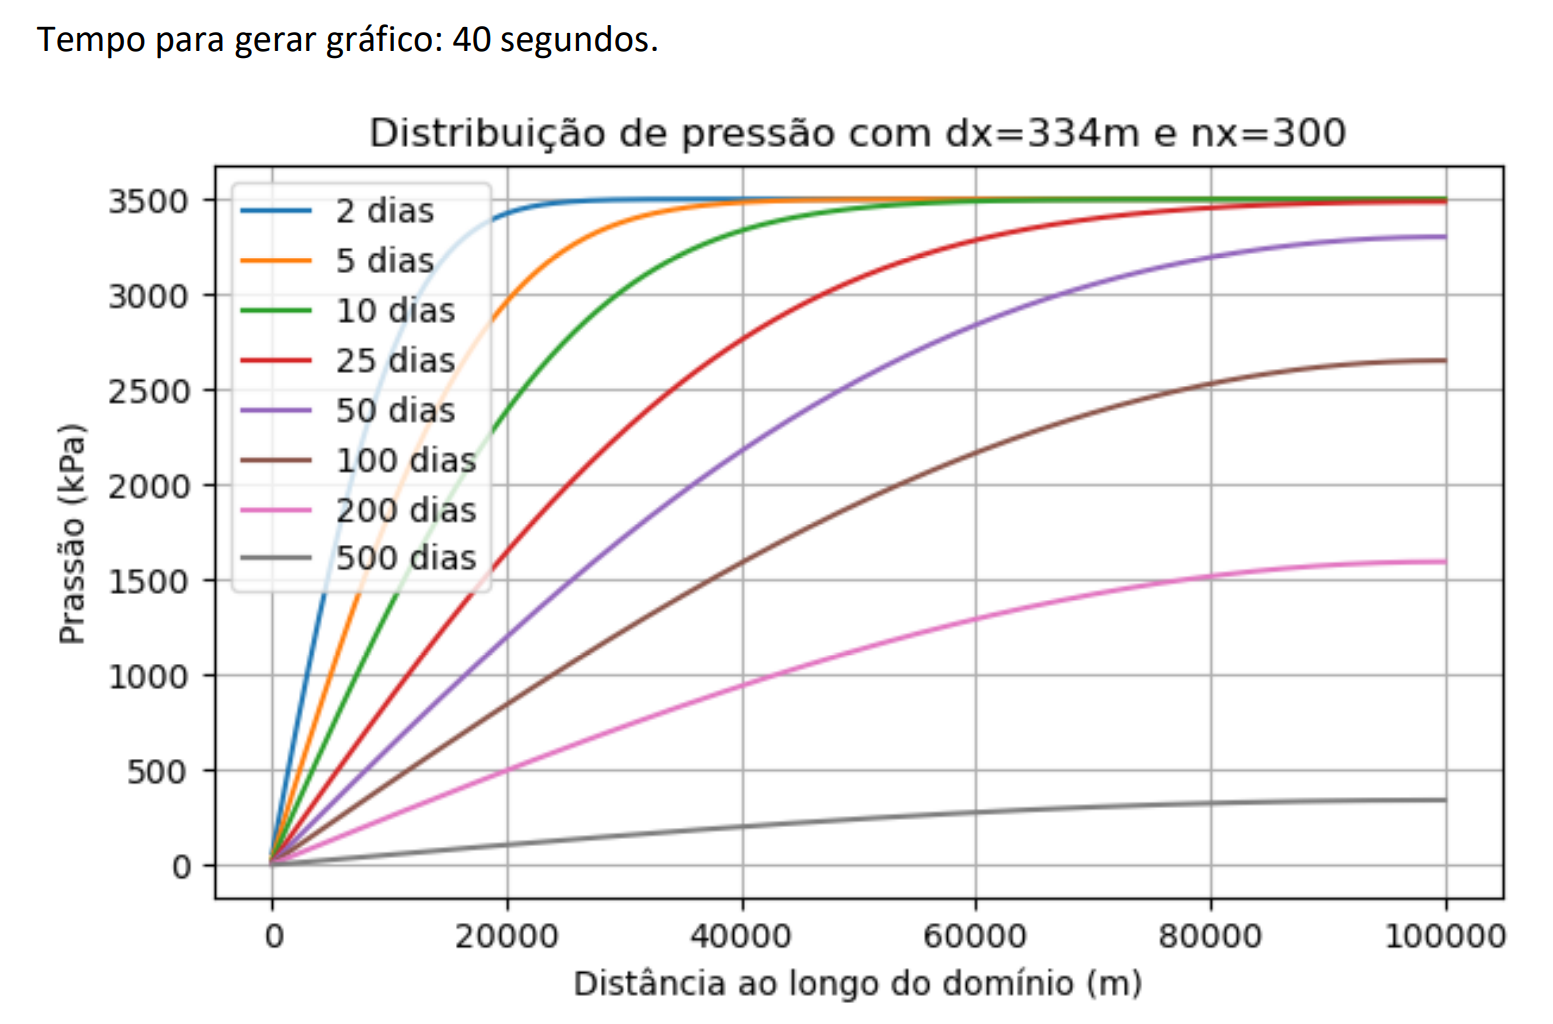 Tempo para gerar gráfico: 40 segundos.
Distribuição de pressão com dx=334m e nx=300
Prassão (kPa)
3500
3000
2500
2000
1500
1000
500
0
2 dias
5 dias
10 dias
25 dias
50 dias
100 dias
200 dias
500 dias
0 20000 40000 60000 80000 100000
Distância ao longo do domínio (m)